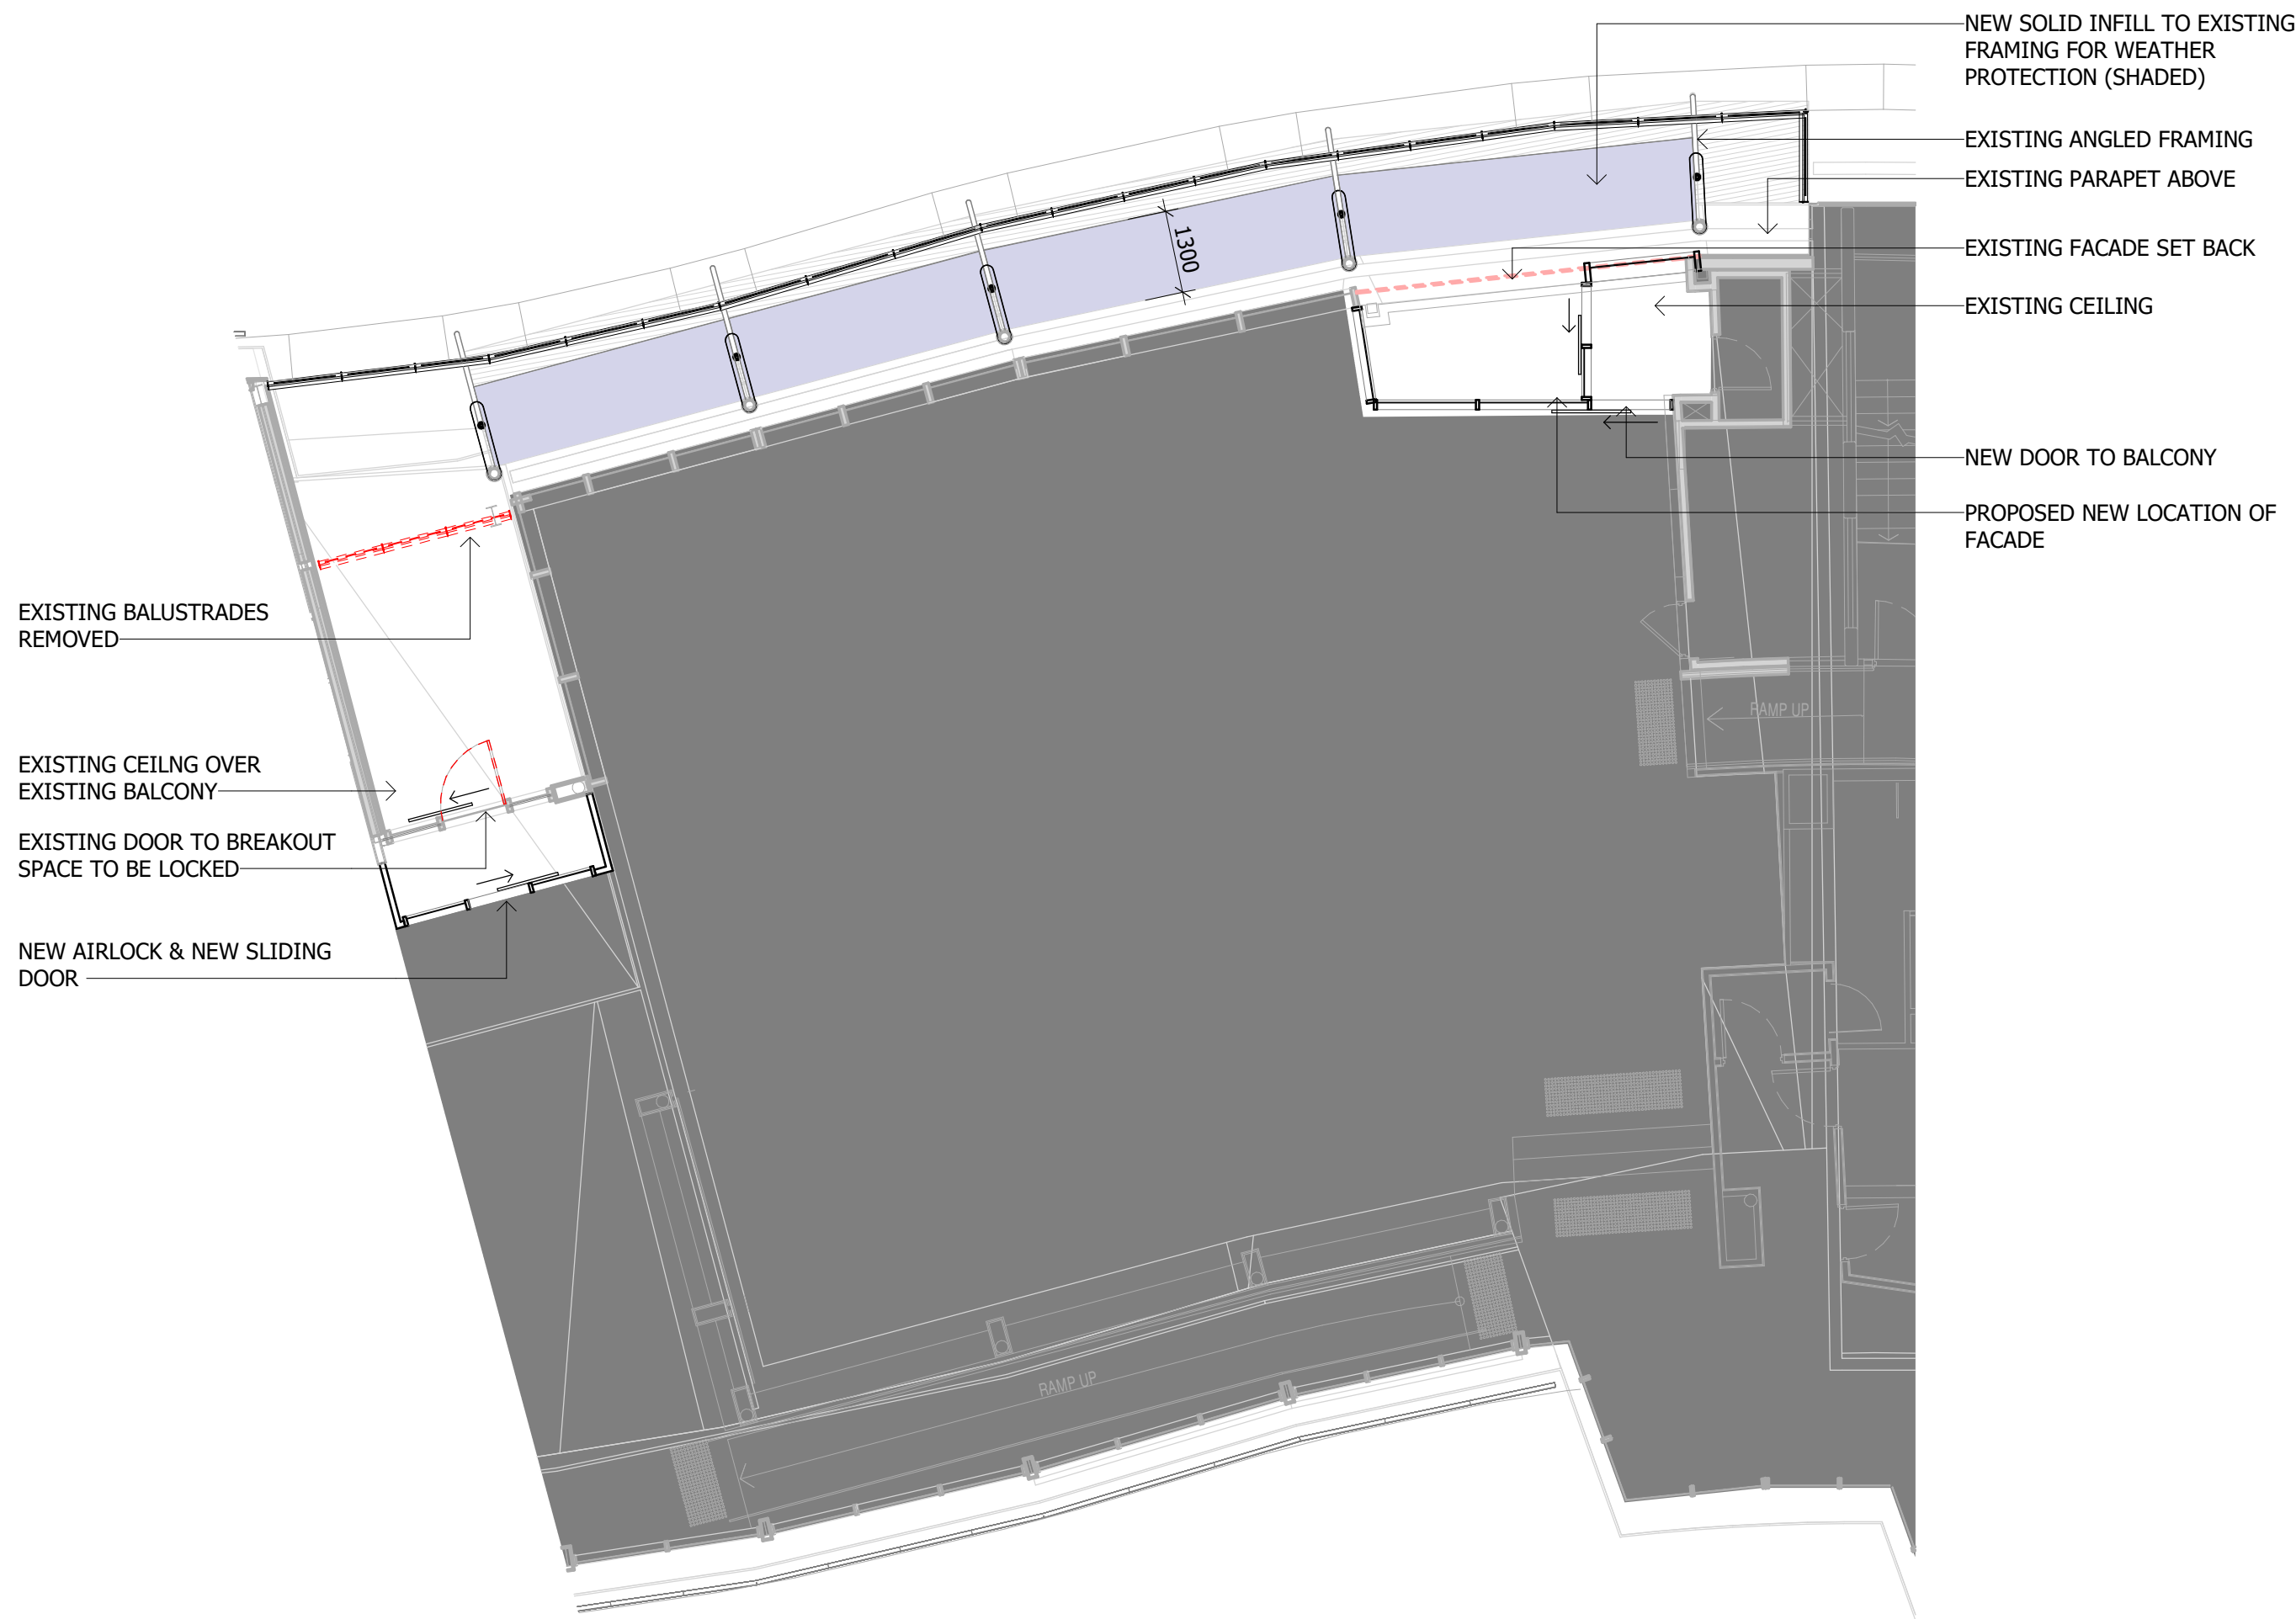 NEW SOLID INFILL TO EXISTING
FRAMING FOR WEATHER
PROTECTION (SHADED)
EXISTING ANGLED FRAMING
EXISTING PARAPET ABOVE
1300
EXISTING FACADE SET BACK
EXISTING CEILING
NEW DOOR TO BALCONY
PROPOSED NEW LOCATION OF
FACADE
EXISTING BALUSTRADES
REMOVED
RAMP UP
EXISTING CEILNG OVER
EXISTING BALCONY
EXISTING DOOR TO BREAKOUT
SPACE TO BE LOCKED
NEW AIRLOCK & NEW SLIDING
DOOR
RAMP UP